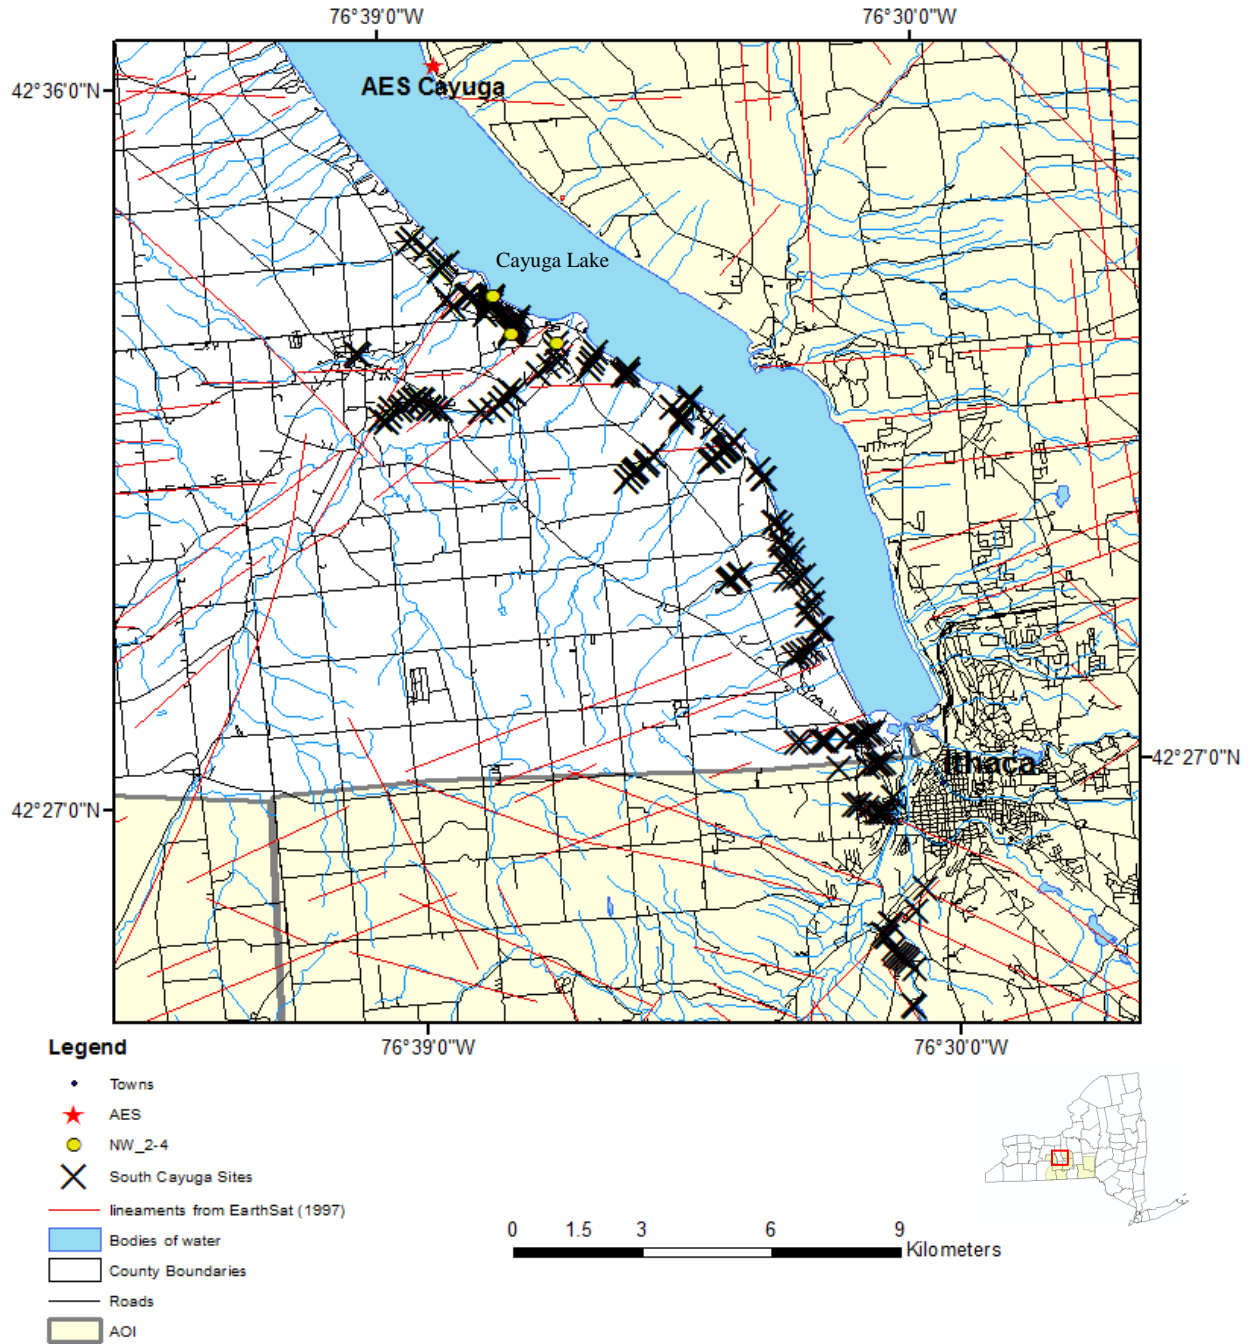 76°39'0"W
76°30'0"W
42°36'0"N
AES Cayuga
Cayuga Lake
Ithaca
42°27'0"N
42°27'0"N
76°39'0"W
76°30'0"W
Legend
Towns
AES
NW_2-4
South Cayuga Sites
lineaments from EarthSat (1997)
Bodies of water
County Boundaries
Roads
AOI
0 1.5 3 6 9
Kilometers